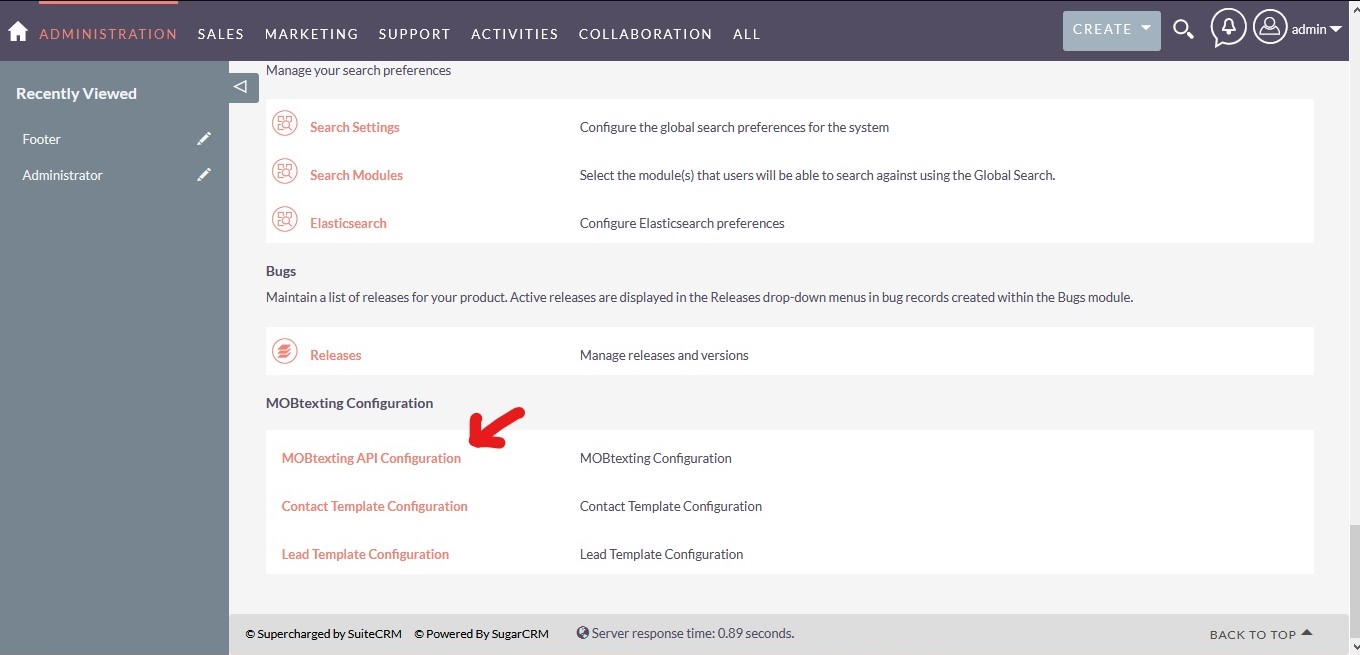 ADMINISTRATION SALES MARKETING SUPPORT ACTIVITIES COLLABORATION ALL CREATE admin
Recently Viewed
Footer
Administrator
Manage your search preferences
Search Settings Configure the global search preferences for the system
Search Modules Select the module(s) that users will be able to search against using the Global Search.
Elasticsearch Configure Elasticsearch preferences
Bugs
Maintain a list of releases for your product. Active releases are displayed in the Releases drop-down menus in bug records created within the Bugs module.
Releases Manage releases and versions
MOBtexting Configuration
MOBtexting API Configuration MOBtexting Configuration
Contact Template Configuration Contact Template Configuration
Lead Template Configuration Lead Template Configuration
© Supercharged by SuiteCRM © Powered By SugarCRM Server response time: 0.89 seconds. BACK TO TOP